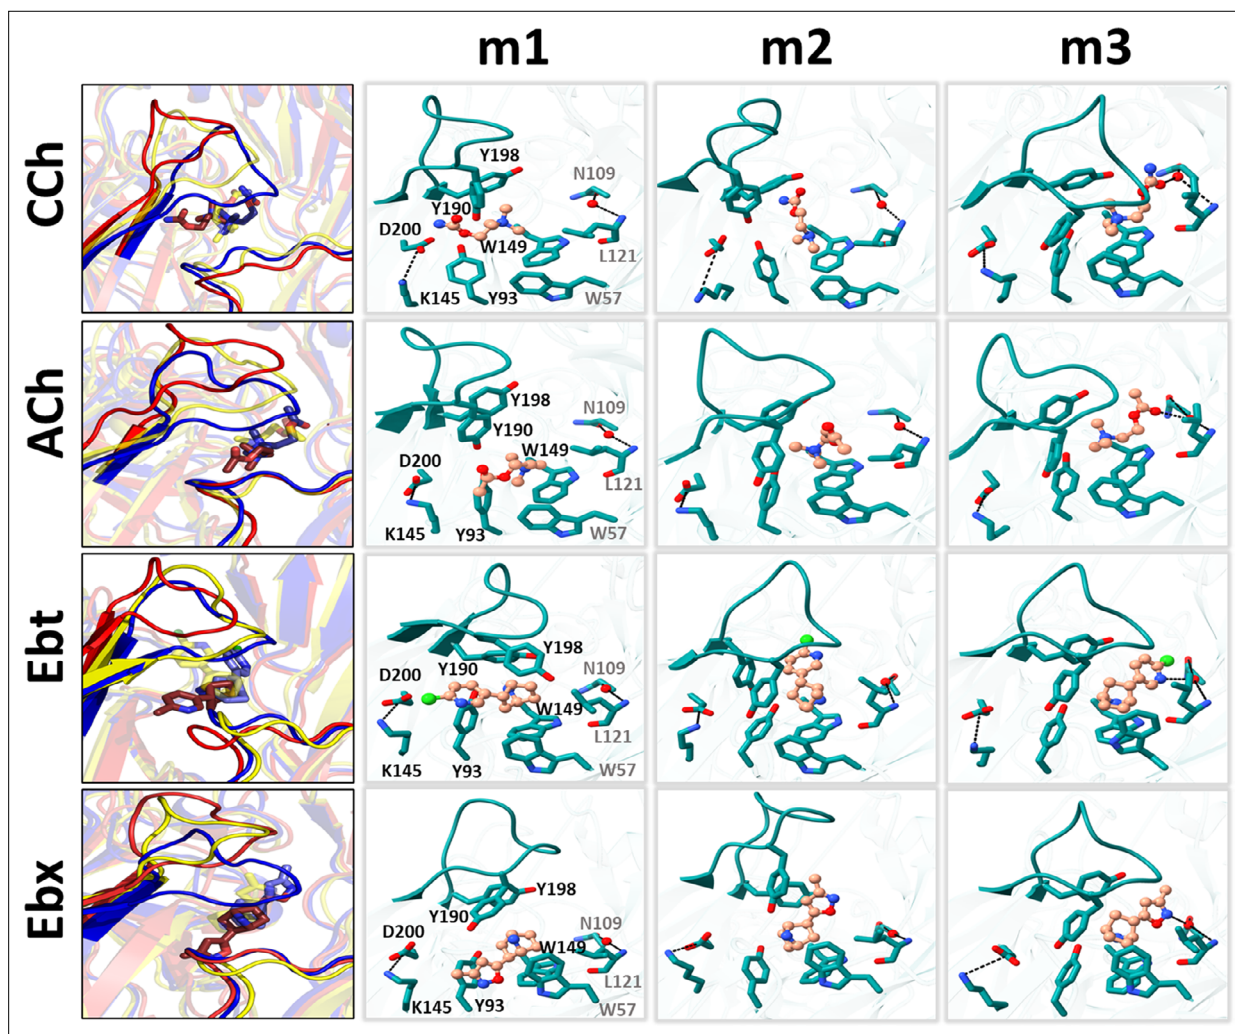 m1 m2 m3
CCh
Y198
N109
Y190
D200
W149
L121
K145 Y93 W57
ACh
Y198
N109
Y190
W149
D200
L121
K145 Y93 W57
Ebt
Y198
N109
D200 Y190
W149
L121
K145 Y93 W57
Ebx
Y198
Y190
N109
D200
W149
L121
K145 Y93 W57